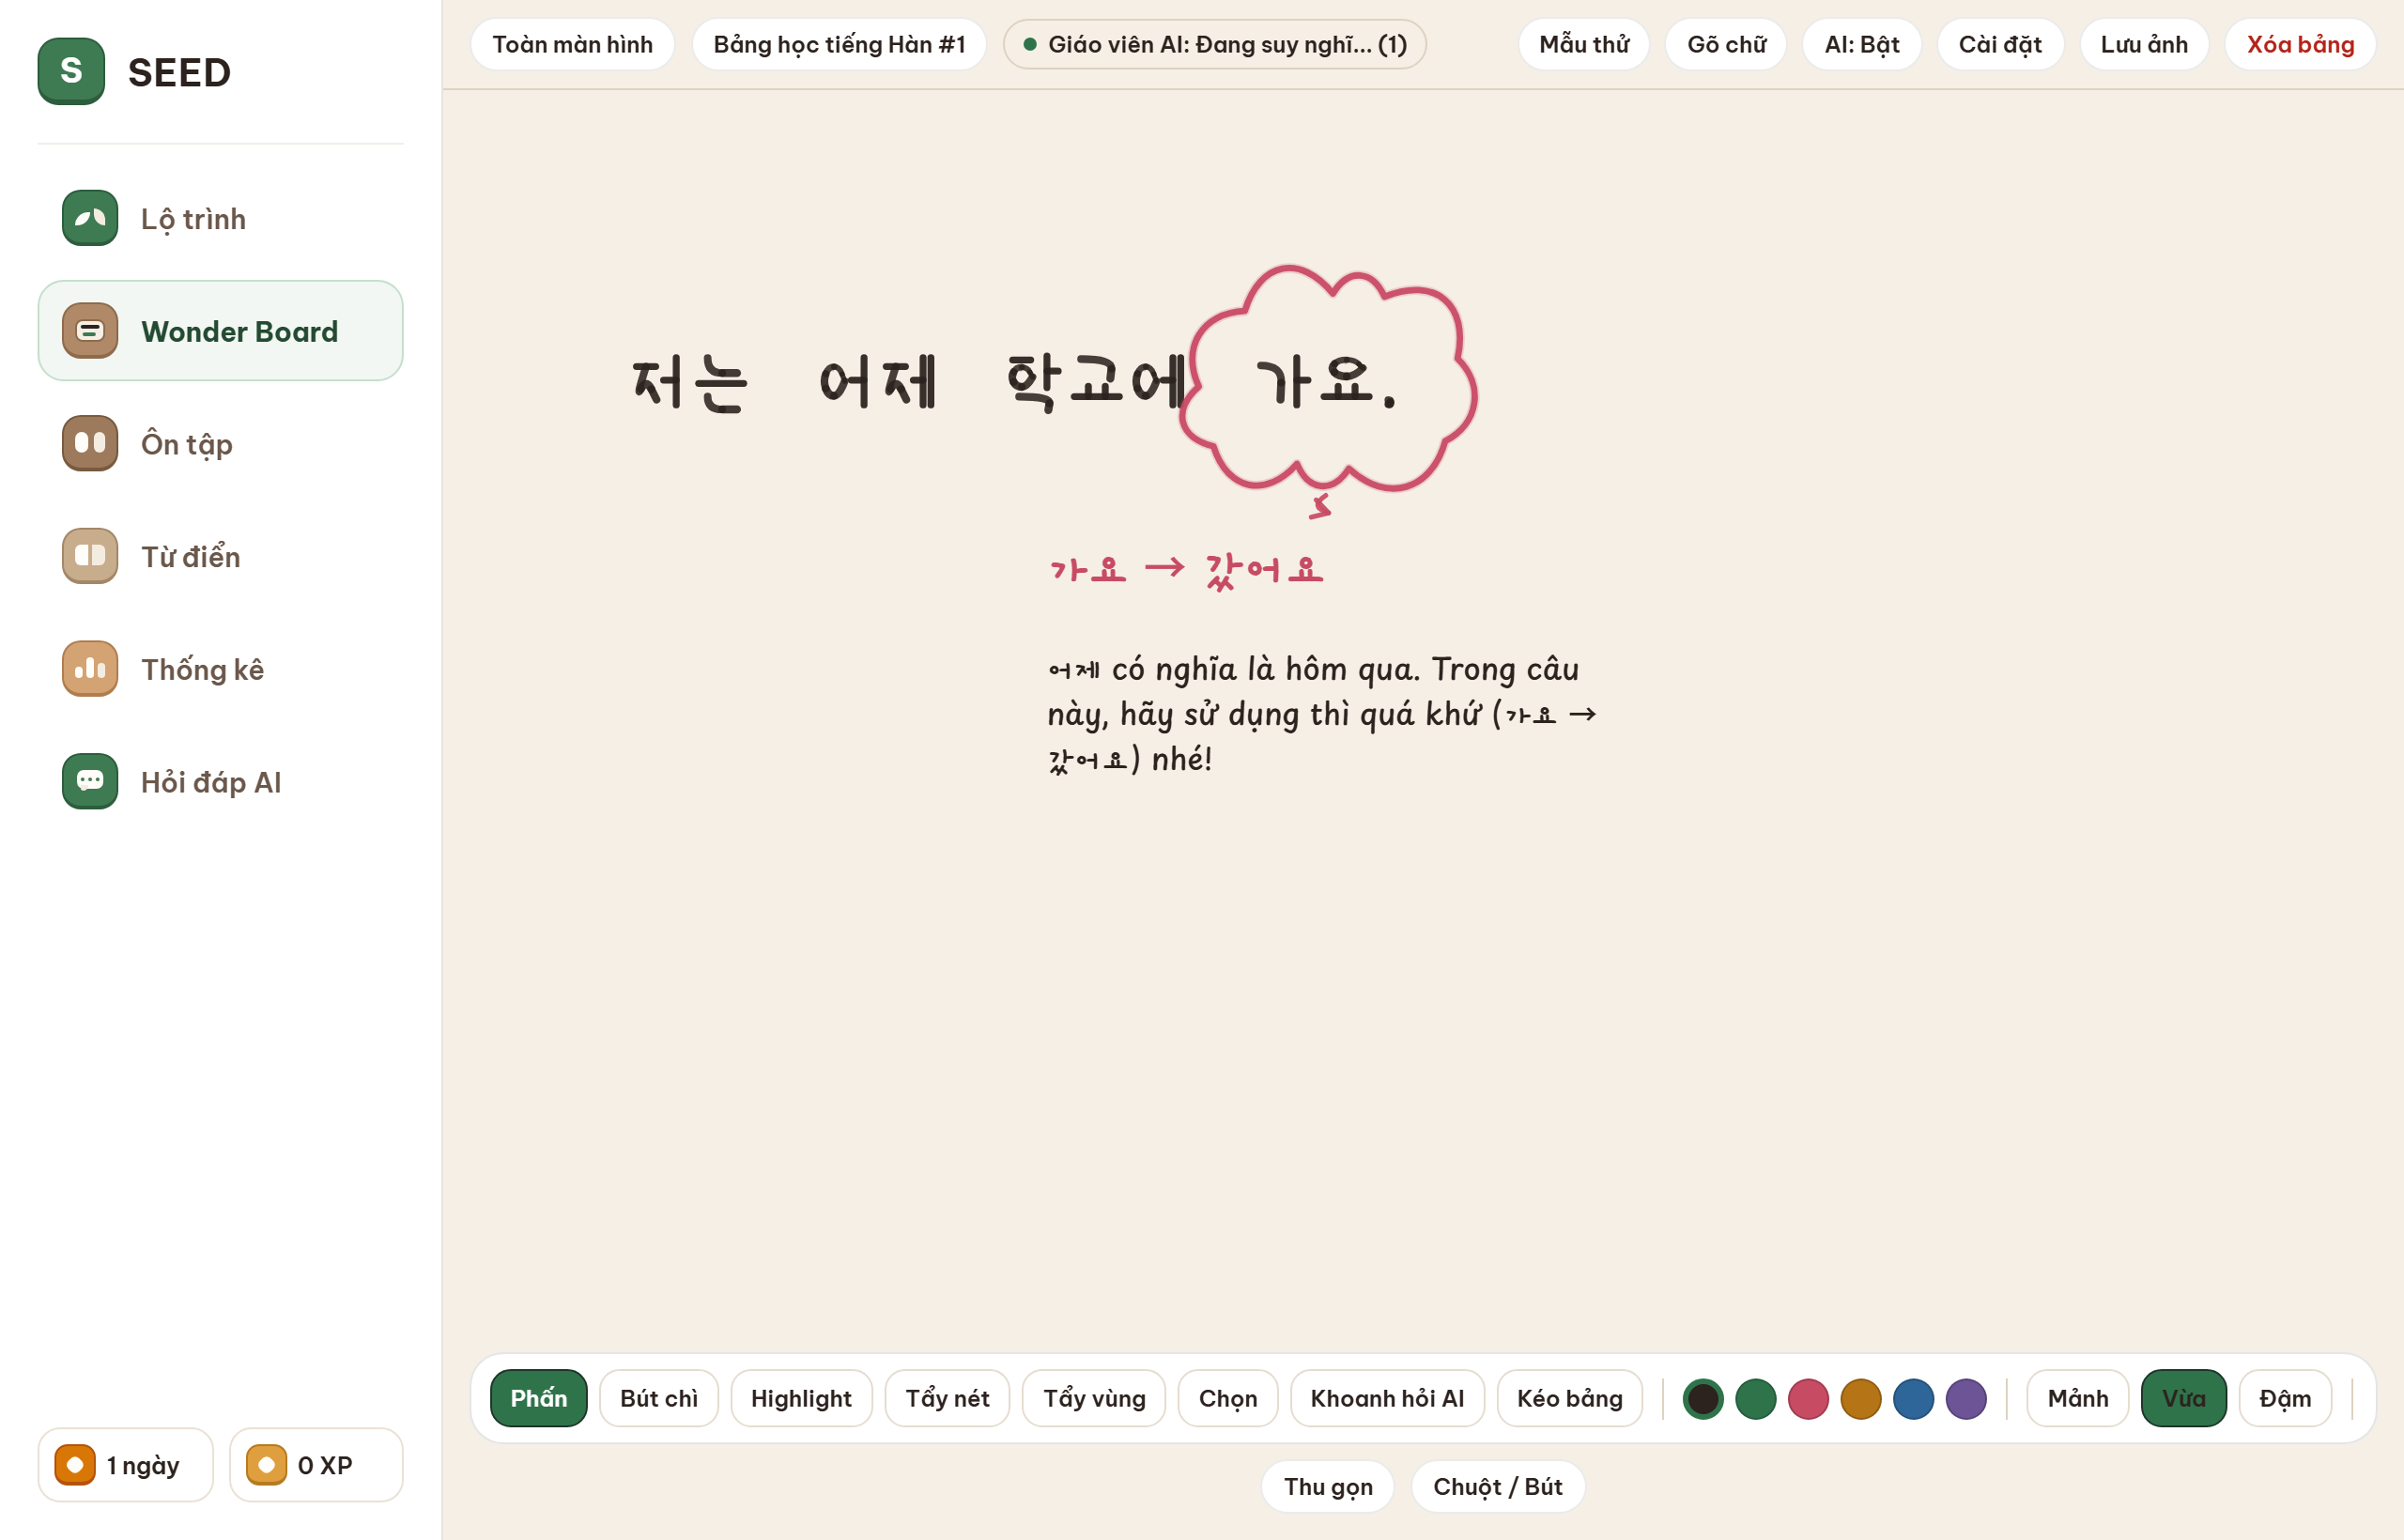 S SEED
Lộ trình
Wonder Board
Ôn tập
Từ điển
Thống kê
Hỏi đáp AI
1 ngày
0 XP
Toàn màn hình
Bảng học tiếng Hàn #1
Giáo viên AI: Đang suy nghĩ... (1)
Mẫu thử
Gõ chữ
AI: Bật
Cài đặt
Lưu ảnh
Xóa bảng
저는 어제 학교에 가요.
가요 → 갔어요
어제 có nghĩa là hôm qua. Trong câu
này, hãy sử dụng thì quá khứ (가요 →
갔어요) nhé!
Phấn
Bút chì
Highlight
Tẩy nét
Tẩy vùng
Chọn
Khoanh hỏi AI
Kéo bảng
Mảnh
Vừa
Đậm
Thu gọn
Chuột / Bút